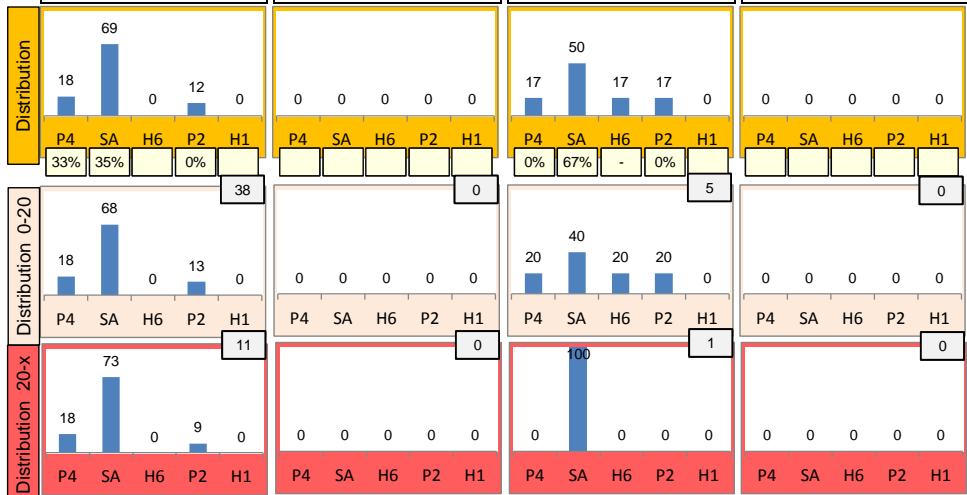 Distribution
69
18
0
12
0
P4 SA H6 P2 H1
33% 35% 0%
0 0 0 0 0
P4 SA H6 P2 H1
50
17
17
17
0
P4 SA H6 P2 H1
0% 67% - 0%
0 0 0 0 0
P4 SA H6 P2 H1
Distribution 0-20
38
68
18
0
13
0
P4 SA H6 P2 H1
0
0 0 0 0 0
P4 SA H6 P2 H1
5
40
20
20
20
0
P4 SA H6 P2 H1
0
0 0 0 0 0
P4 SA H6 P2 H1
Distribution 20-x
11
73
18
0
9
0
P4 SA H6 P2 H1
0
0 0 0 0 0
P4 SA H6 P2 H1
1
100
0
0
0
0
P4 SA H6 P2 H1
0
0 0 0 0 0
P4 SA H6 P2 H1